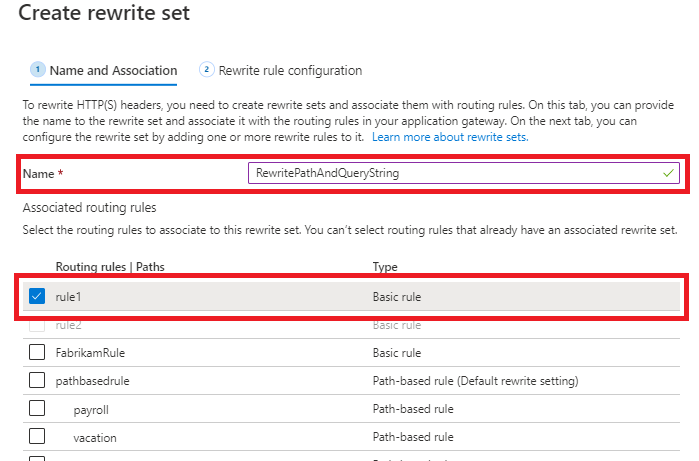 Create rewrite set
1 Name and Association 2 Rewrite rule configuration
To rewrite HTTP(S) headers, you need to create rewrite sets and associate them with routing rules. On this tab, you can provide
the name to the rewrite set and associate it with the routing rules in your application gateway. On the next tab, you can
configure the rewrite set by adding one or more rewrite rules to it. Learn more about rewrite sets.
Name * RewritePathAndQueryString
Associated routing rules
Select the routing rules to associate to this rewrite set. You can't select routing rules that already have an associated rewrite set.
Routing rules | Paths Type
rule1 Basic rule
rule2 Basic rule
FabrikamRule Basic rule
pathbasedrule Path-based rule (Default rewrite setting)
payroll Path-based rule
vacation Path-based rule